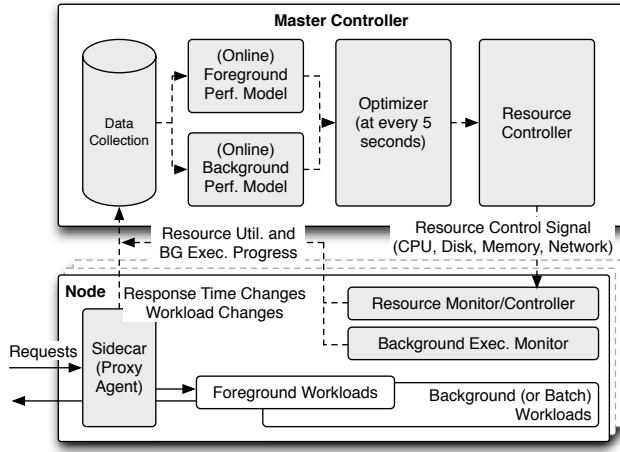 Master Controller
Data
Collection
(Online)
Foreground
Perf. Model
(Online)
Background
Perf. Model
Optimizer
(at every 5
seconds)
Resource
Controller
Resource Util. and
BG Exec. Progress
Resource Control Signal
(CPU, Disk, Memory, Network)
Node
Response Time Changes
Workload Changes
Resource Monitor/Controller
Background Exec. Monitor
Requests
Sidecar
(Proxy
Agent)
Foreground Workloads
Background (or Batch)
Workloads